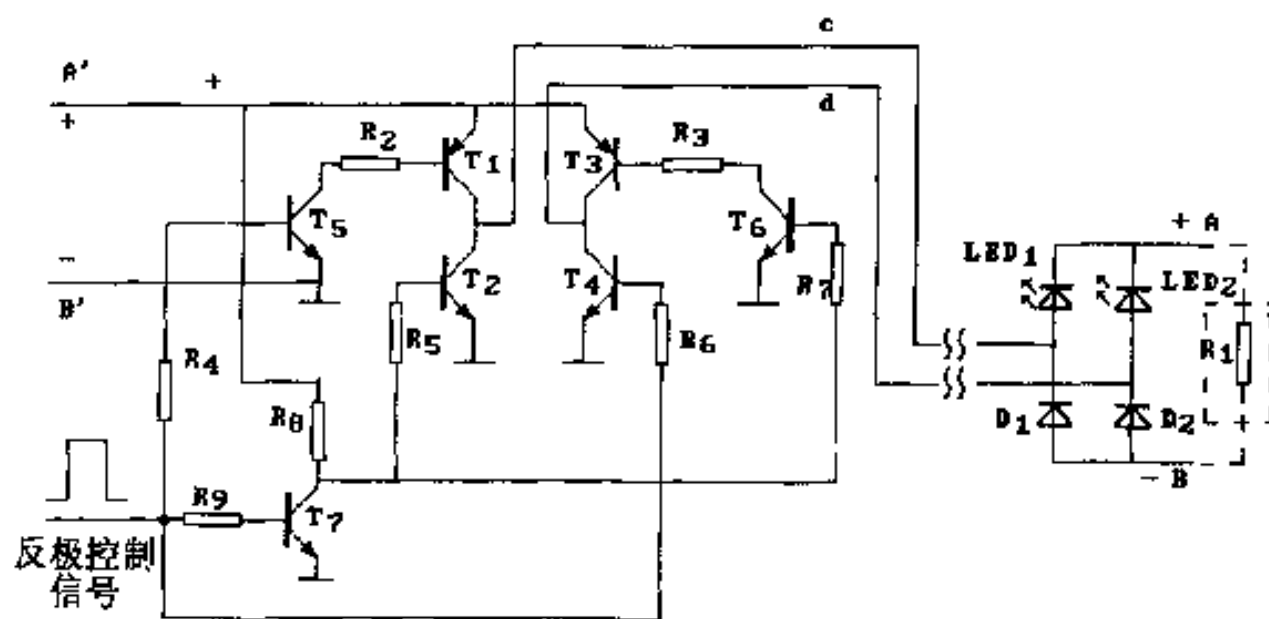 c
A' +
d
+
R2
R3
T1
T3
T5
T6
+ A
LED1
−
B'
T2
T4
R7
LED2
R5
R6
R1
R4
R8
D1
D2
+
− B
R9
T7
反极控制
信号